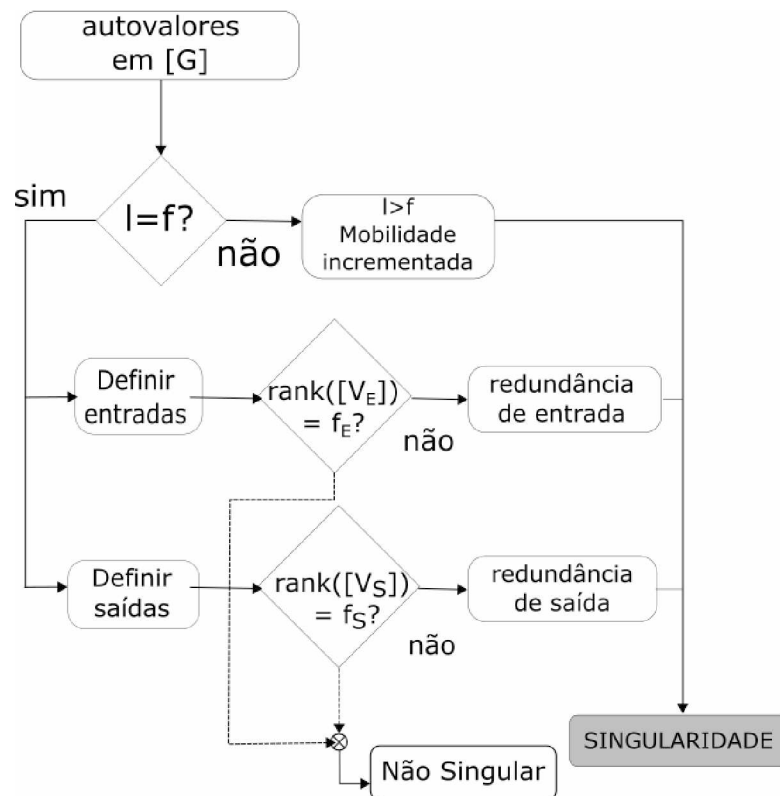 autovalores
em [G]
sim
l=f?
não
l>f
Mobilidade
incrementada
Definir
entradas
rank([V_E])
= f_E?
não
redundância
de entrada
Definir
saídas
rank([V_S])
= f_S?
não
redundância
de saída
SINGULARIDADE
Não Singular